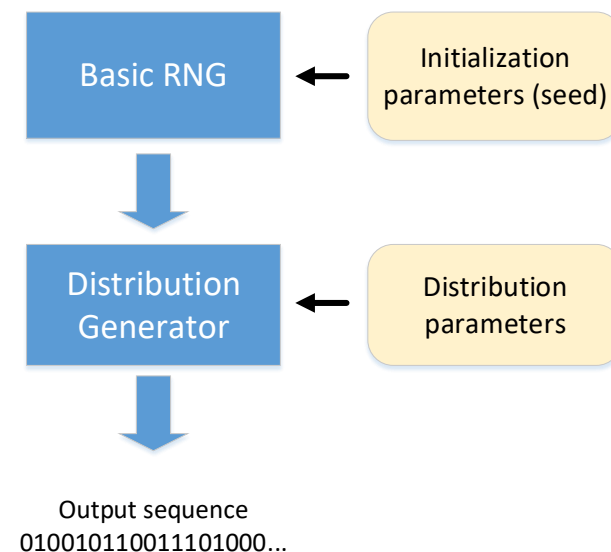 Basic RNG
Initialization
parameters (seed)
Distribution
Generator
Distribution
parameters
Output sequence
010010110011101000...